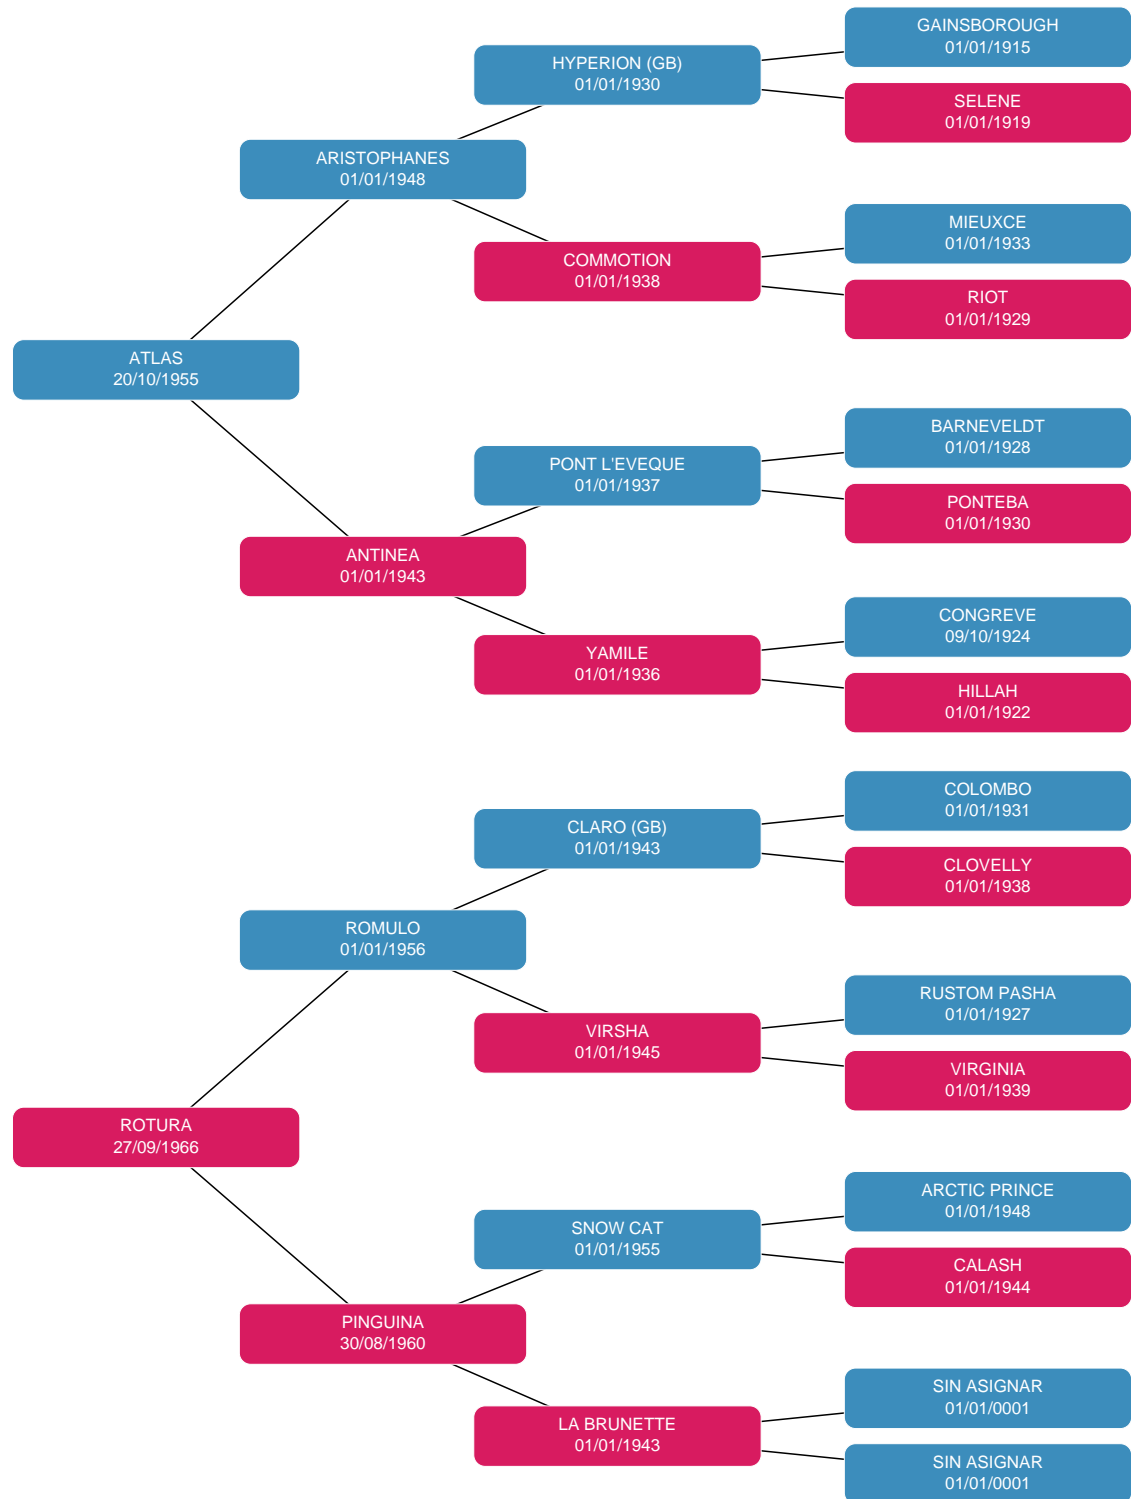 GAINSBOROUGH
01/01/1915
HYPERION (GB)
01/01/1930
SELENE
01/01/1919
ARISTOPHANES
01/01/1948
MIEUXCE
01/01/1933
COMMOTION
01/01/1938
RIOT
01/01/1929
ATLAS
20/10/1955
BARNEVELDT
01/01/1928
PONT L'EVEQUE
01/01/1937
PONTEBA
01/01/1930
ANTINEA
01/01/1943
CONGREVE
09/10/1924
YAMILE
01/01/1936
HILLAH
01/01/1922
COLOMBO
01/01/1931
CLARO (GB)
01/01/1943
CLOVELLY
01/01/1938
ROMULO
01/01/1956
RUSTOM PASHA
01/01/1927
VIRSHA
01/01/1945
VIRGINIA
01/01/1939
ROTURA
27/09/1966
ARCTIC PRINCE
01/01/1948
SNOW CAT
01/01/1955
CALASH
01/01/1944
PINGUINA
30/08/1960
SIN ASIGNAR
01/01/0001
LA BRUNETTE
01/01/1943
SIN ASIGNAR
01/01/0001